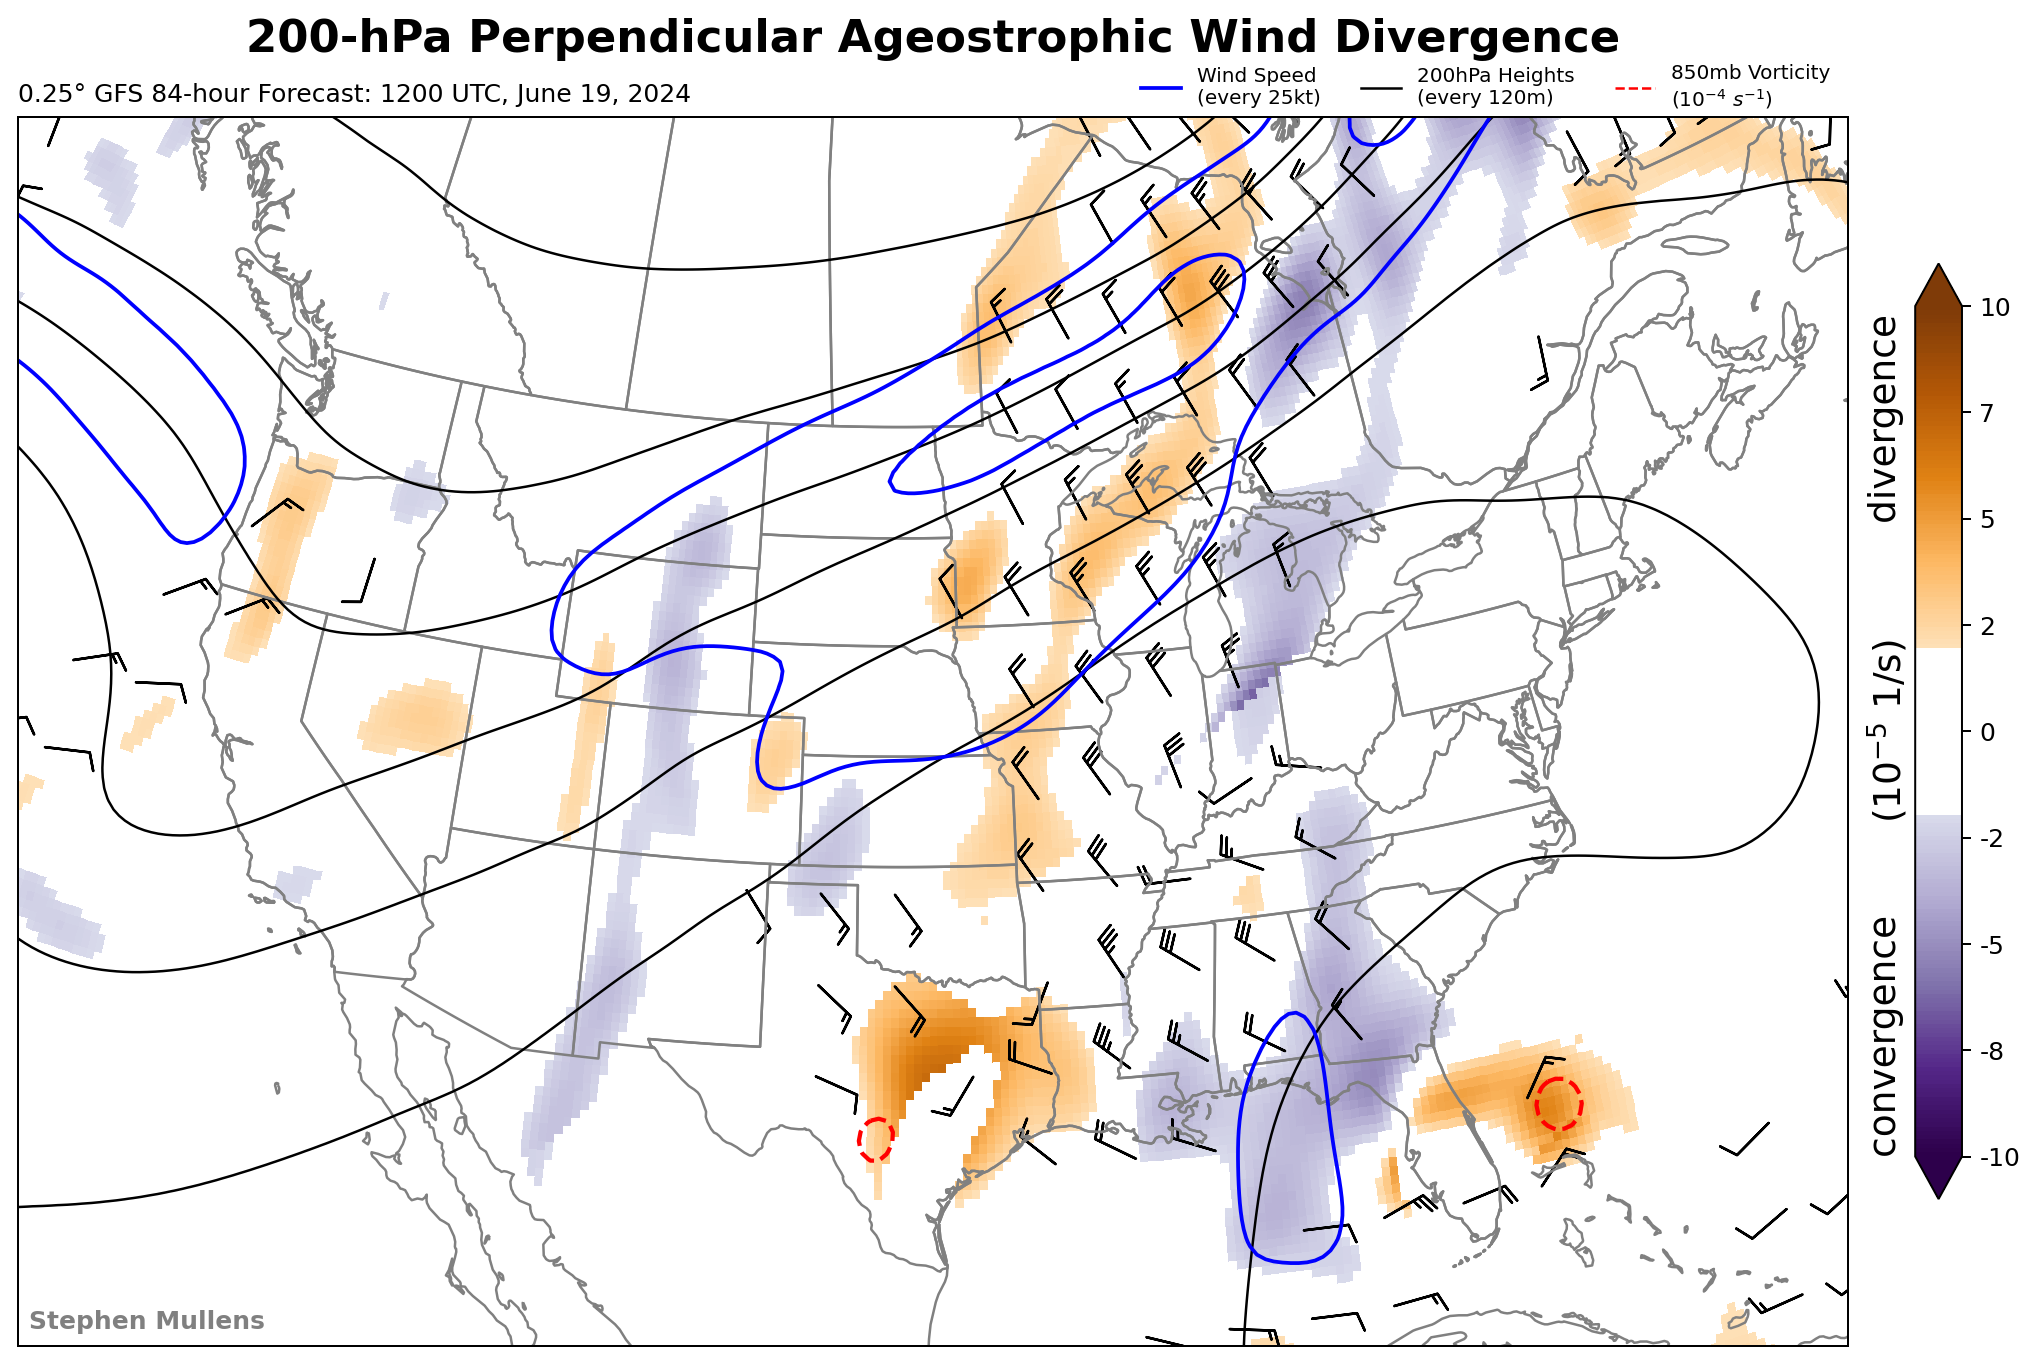 200-hPa Perpendicular Ageostrophic Wind Divergence
0.25° GFS 84-hour Forecast: 1200 UTC, June 19, 2024
Wind Speed
(every 25kt)
200hPa Heights
(every 120m)
850mb Vorticity
(10⁻⁴ s⁻¹)
10
7
5
2
0
-2
-5
-8
-10
convergence (10⁻⁵ 1/s) divergence
Stephen Mullens